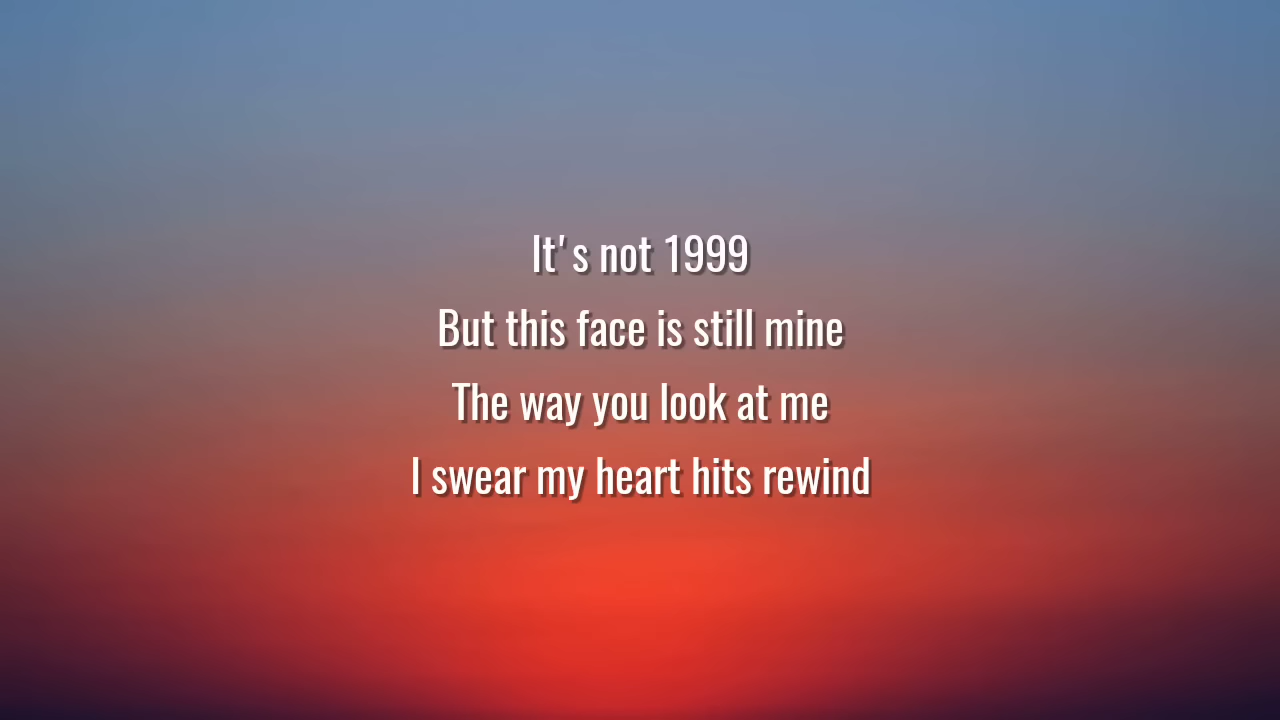 It's not 1999
But this face is still mine
The way you look at me
I swear my heart hits rewind